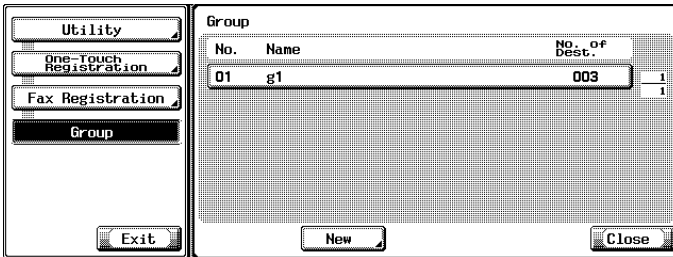 Utility
One-Touch
Registration
Fax Registration
Group
Exit
Group
No. Name No. of
Dest.
01 g1 003
1
1
New
Close